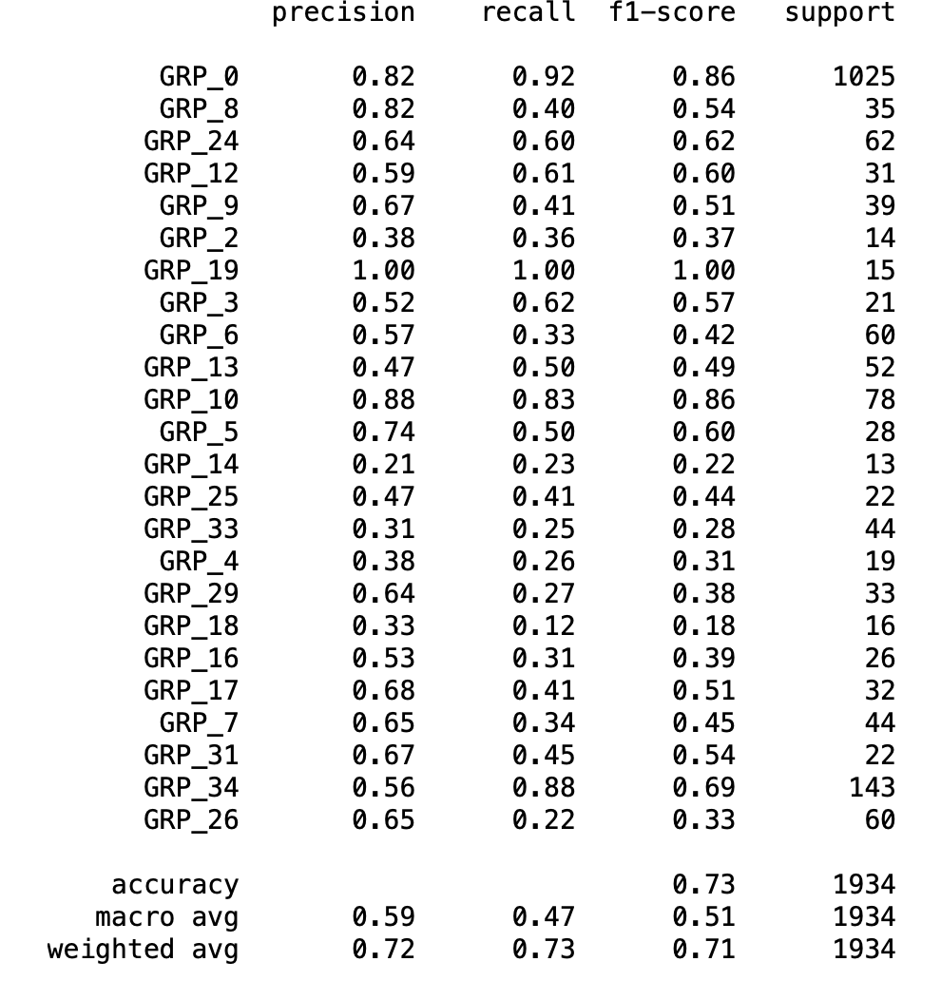 precision recall f1-score support
GRP_0 0.82 0.92 0.86 1025
GRP_8 0.82 0.40 0.54 35
GRP_24 0.64 0.60 0.62 62
GRP_12 0.59 0.61 0.60 31
GRP_9 0.67 0.41 0.51 39
GRP_2 0.38 0.36 0.37 14
GRP_19 1.00 1.00 1.00 15
GRP_3 0.52 0.62 0.57 21
GRP_6 0.57 0.33 0.42 60
GRP_13 0.47 0.50 0.49 52
GRP_10 0.88 0.83 0.86 78
GRP_5 0.74 0.50 0.60 28
GRP_14 0.21 0.23 0.22 13
GRP_25 0.47 0.41 0.44 22
GRP_33 0.31 0.25 0.28 44
GRP_4 0.38 0.26 0.31 19
GRP_29 0.64 0.27 0.38 33
GRP_18 0.33 0.12 0.18 16
GRP_16 0.53 0.31 0.39 26
GRP_17 0.68 0.41 0.51 32
GRP_7 0.65 0.34 0.45 44
GRP_31 0.67 0.45 0.54 22
GRP_34 0.56 0.88 0.69 143
GRP_26 0.65 0.22 0.33 60
accuracy 0.73 1934
macro avg 0.59 0.47 0.51 1934
weighted avg 0.72 0.73 0.71 1934